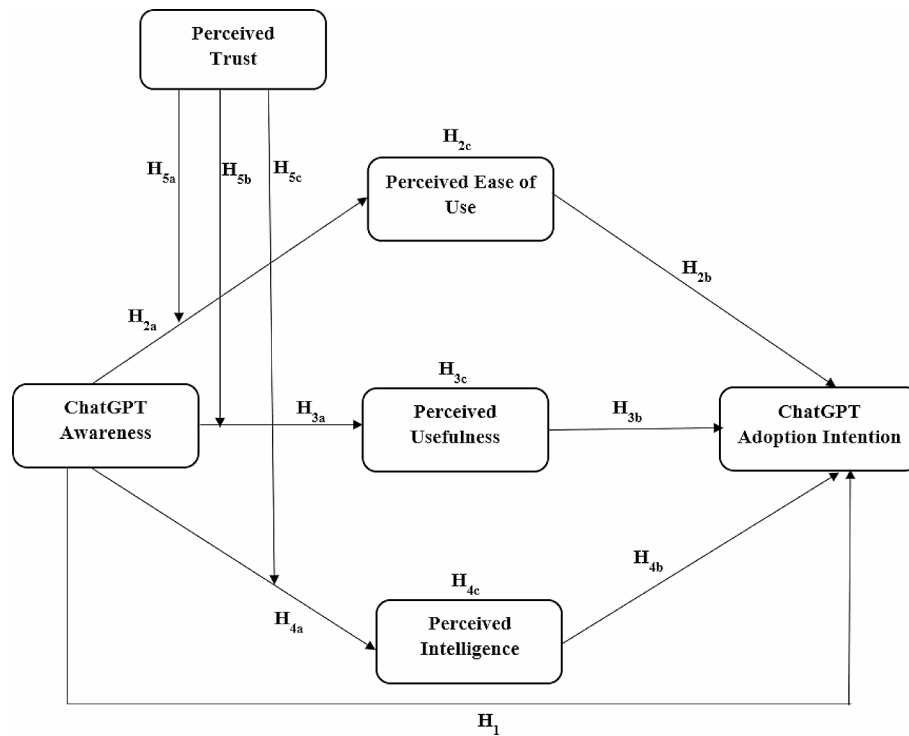 Perceived
Trust
H2c
H5a
H5b
H5c
Perceived Ease of
Use
H2b
H2a
H3c
ChatGPT
Awareness
H3a
Perceived
Usefulness
H3b
ChatGPT
Adoption Intention
H4b
H4c
H4a
Perceived
Intelligence
H1